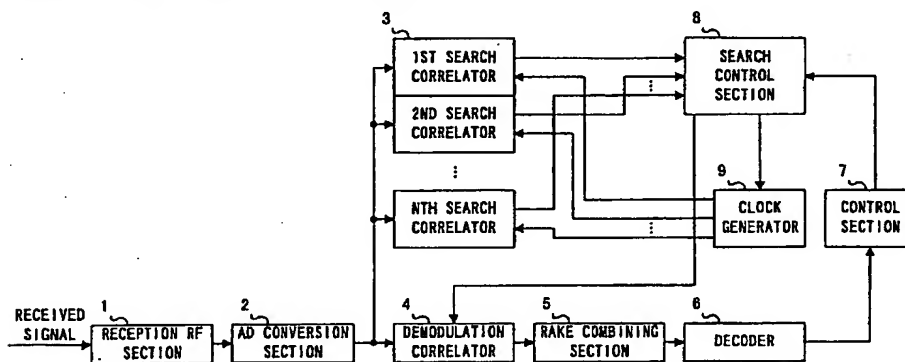 3
8
1ST SEARCH
CORRELATOR
SEARCH
CONTROL
SECTION
2ND SEARCH
CORRELATOR
9
7
NTH SEARCH
CORRELATOR
CLOCK
GENERATOR
CONTROL
SECTION
RECEIVED
SIGNAL
1
RECEPTION RF
SECTION
2
AD CONVERSION
SECTION
4
DEMODULATION
CORRELATOR
5
RAKE COMBINING
SECTION
6
DECODER